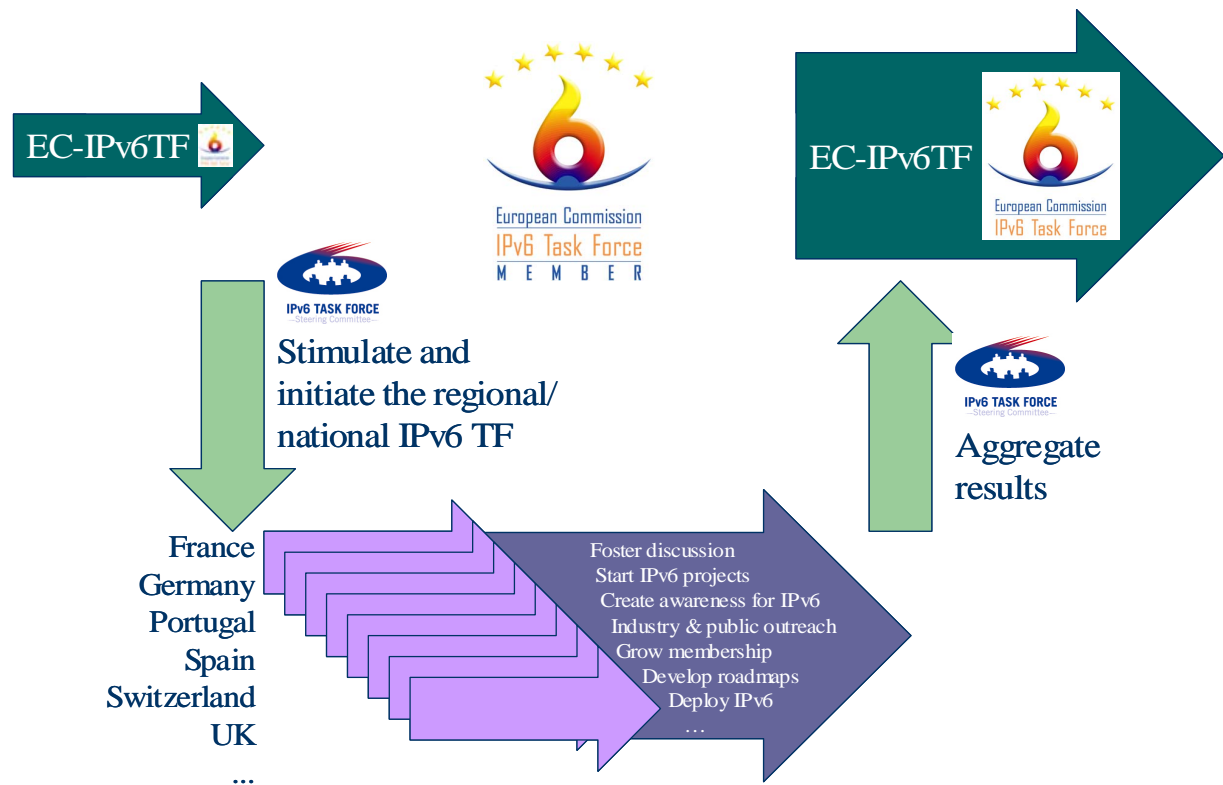 EC-IPv6TF
European Commission
IPv6 Task Force
MEMBER
EC-IPv6TF
European Commission
IPv6 Task Force
IPv6 TASK FORCE
–Steering Committee–
Stimulate and
initiate the regional/
national IPv6 TF
IPv6 TASK FORCE
–Steering Committee–
Aggregate
results
France
Germany
Portugal
Spain
Switzerland
UK
...
Foster discussion
Start IPv6 projects
Create awareness for IPv6
Industry & public outreach
Grow membership
Develop roadmaps
Deploy IPv6
…